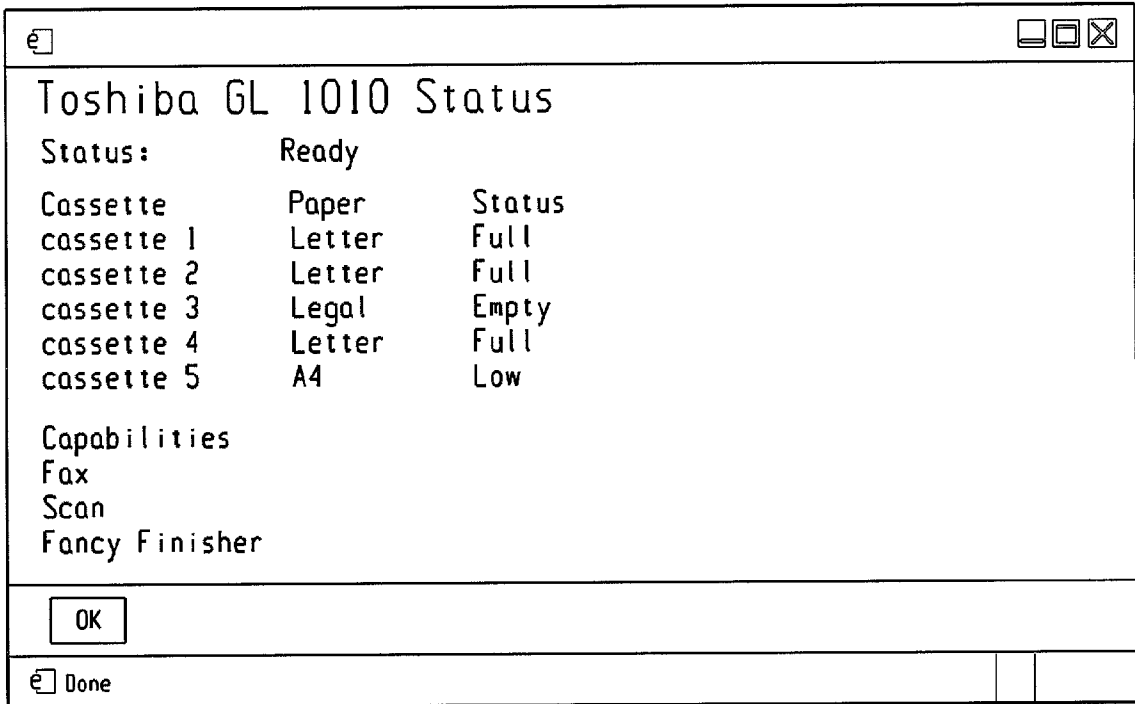 Toshiba GL 1010 Status
Status: Ready
Cassette Paper Status
cassette 1 Letter Full
cassette 2 Letter Full
cassette 3 Legal Empty
cassette 4 Letter Full
cassette 5 A4 Low
Capabilities
Fax
Scan
Fancy Finisher
OK
Done